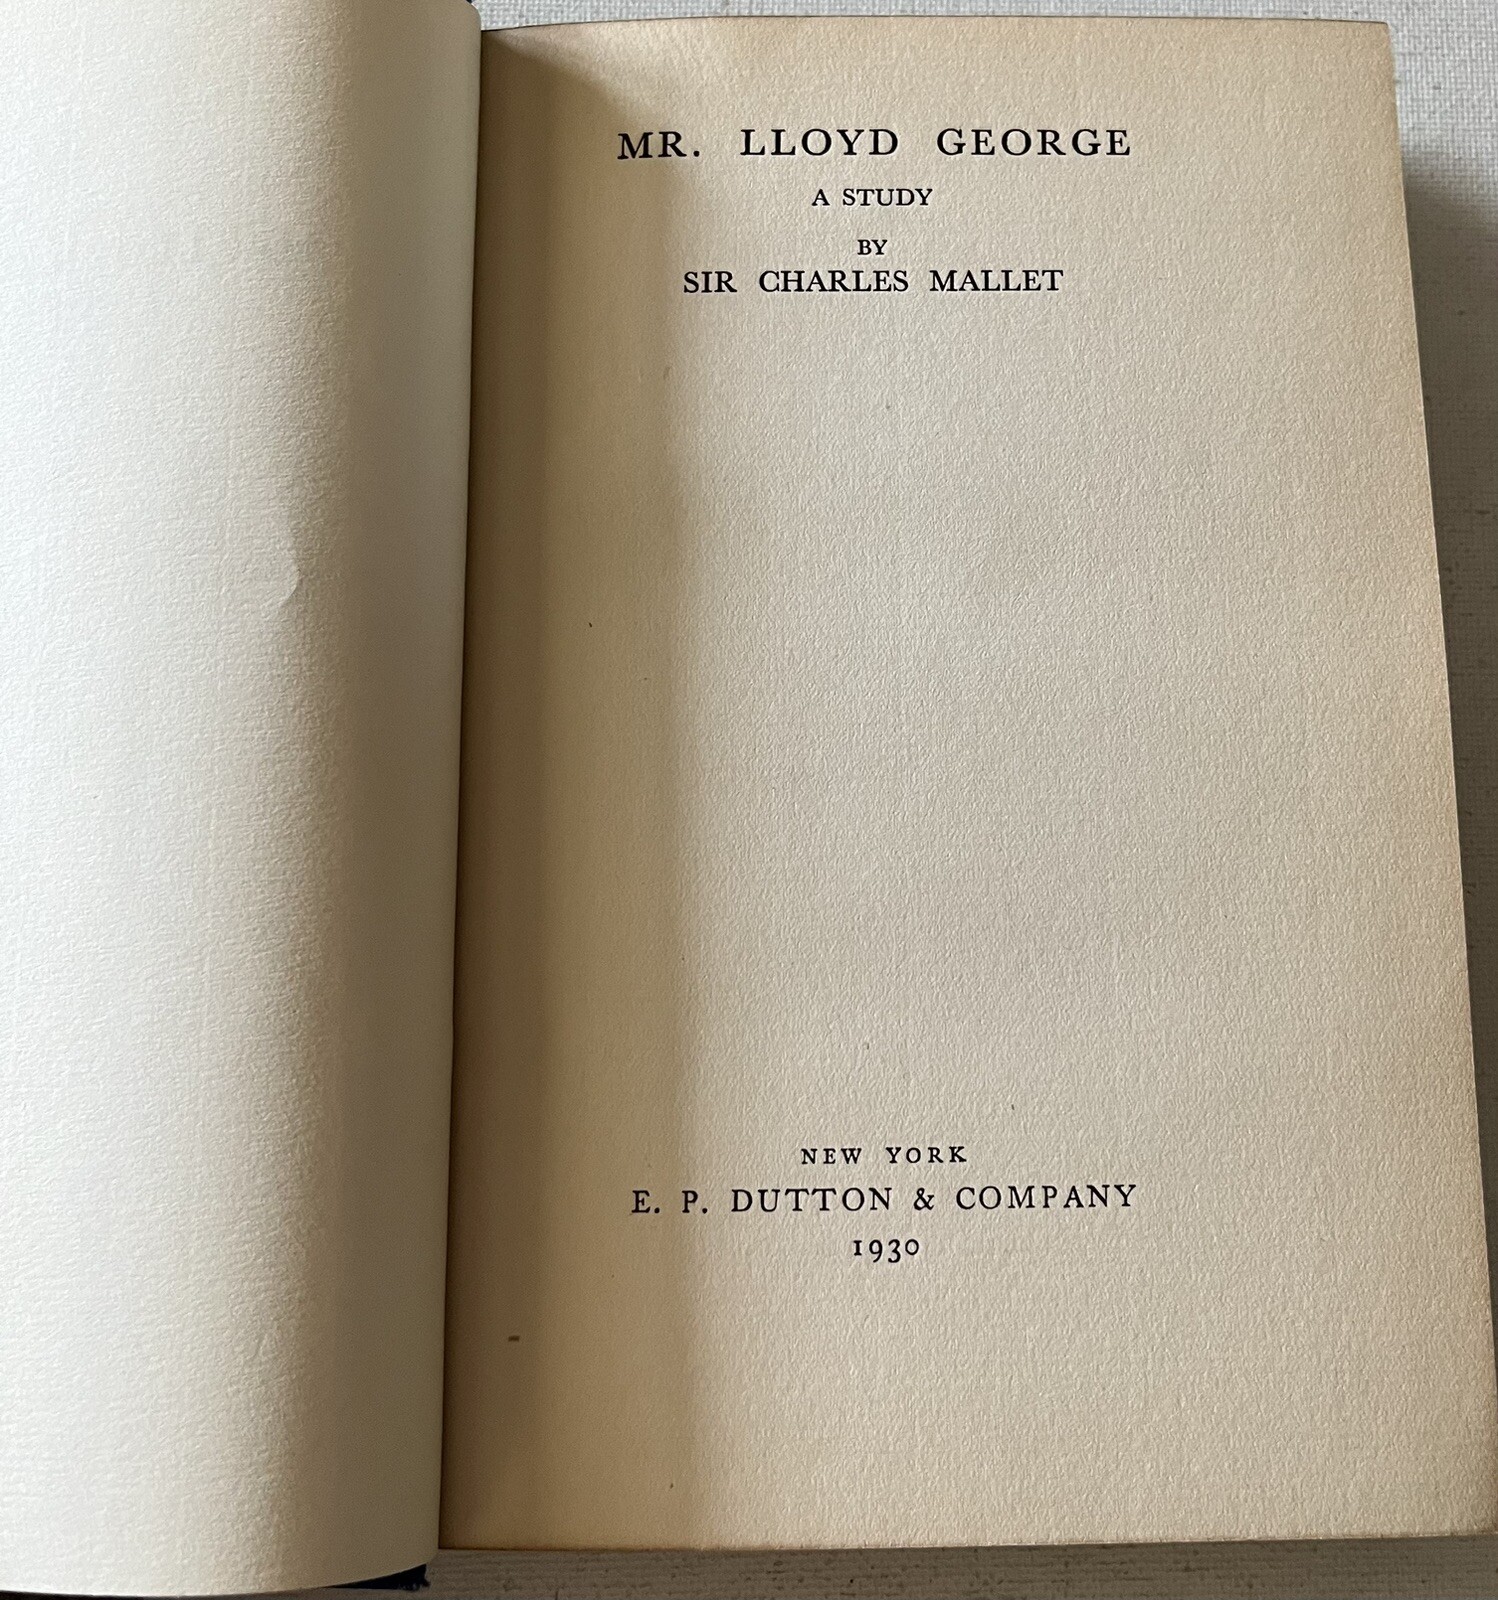 MR. LLOYD GEORGE
A STUDY
BY
SIR CHARLES MALLET
NEW YORK
E. P. DUTTON & COMPANY
1930